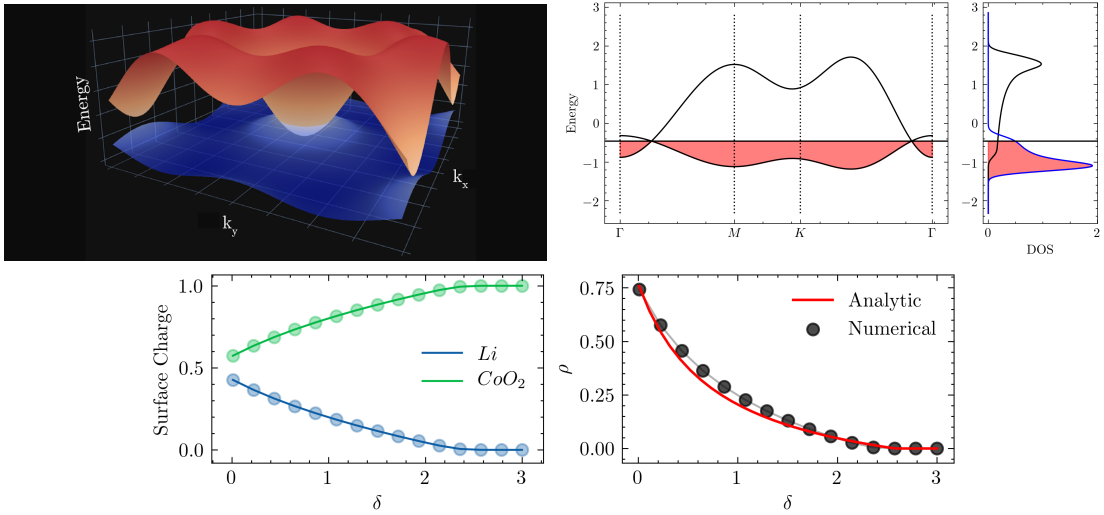 Energy
k_x
k_y
Energy
3
2
1
0
−1
−2
Γ
M
K
Γ
3
2
1
0
−1
−2
0
2
DOS
Surface Charge
1.0
0.5
0.0
Li
CoO₂
0
1
2
3
δ
ρ
0.75
0.50
0.25
0.00
Analytic
Numerical
0
1
2
3
δ